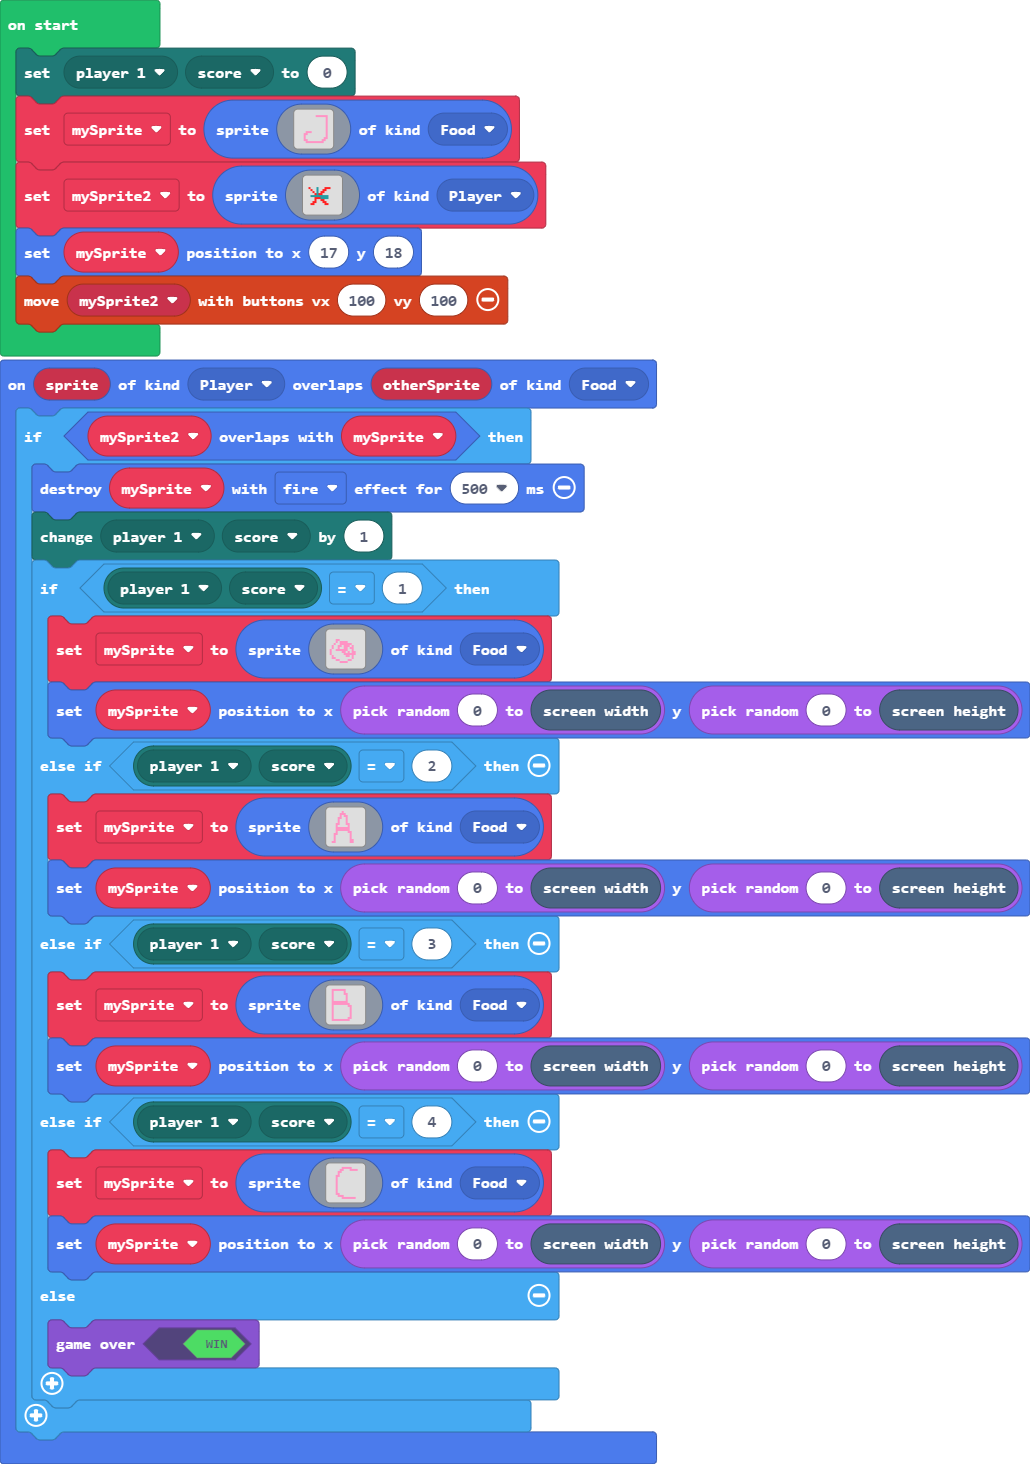 on start
set player 1 score to 0
set mySprite to sprite J of kind Food
set mySprite2 to sprite of kind Player
set mySprite position to x 17 y 18
move mySprite2 with buttons vx 100 vy 100
on sprite of kind Player overlaps otherSprite of kind Food
if mySprite2 overlaps with mySprite then
destroy mySprite with fire effect for 500 ms
change player 1 score by 1
if player 1 score = 1 then
set mySprite to sprite of kind Food
set mySprite position to x pick random 0 to screen width y pick random 0 to screen height
else if player 1 score = 2 then
set mySprite to sprite A of kind Food
set mySprite position to x pick random 0 to screen width y pick random 0 to screen height
else if player 1 score = 3 then
set mySprite to sprite B of kind Food
set mySprite position to x pick random 0 to screen width y pick random 0 to screen height
else if player 1 score = 4 then
set mySprite to sprite C of kind Food
set mySprite position to x pick random 0 to screen width y pick random 0 to screen height
else
game over WIN